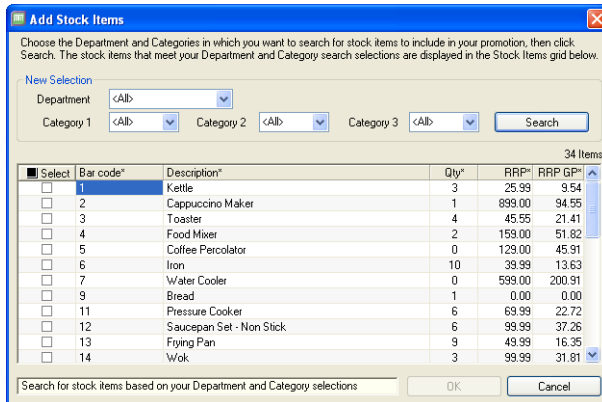 Add Stock Items
Choose the Department and Categories in which you want to search for stock items to include in your promotion, then click
Search. The stock items that meet your Department and Category search selections are displayed in the Stock Items grid below.
New Selection
Department <All>
Category 1 <All> Category 2 <All> Category 3 <All> Search
34 Items
Select Bar code* Description* Qty* RRP* RRP GP*
1 Kettle 3 25.99 9.54
2 Cappuccino Maker 1 899.00 94.55
3 Toaster 4 45.55 21.41
4 Food Mixer 2 159.00 51.82
5 Coffee Percolator 0 129.00 45.91
6 Iron 10 39.99 13.63
7 Water Cooler 0 599.00 200.91
9 Bread 1 0.00 0.00
11 Pressure Cooker 6 69.99 22.72
12 Saucepan Set - Non Stick 6 99.99 37.26
13 Frying Pan 9 49.99 16.35
14 Wok 3 99.99 31.81
Search for stock items based on your Department and Category selections OK Cancel